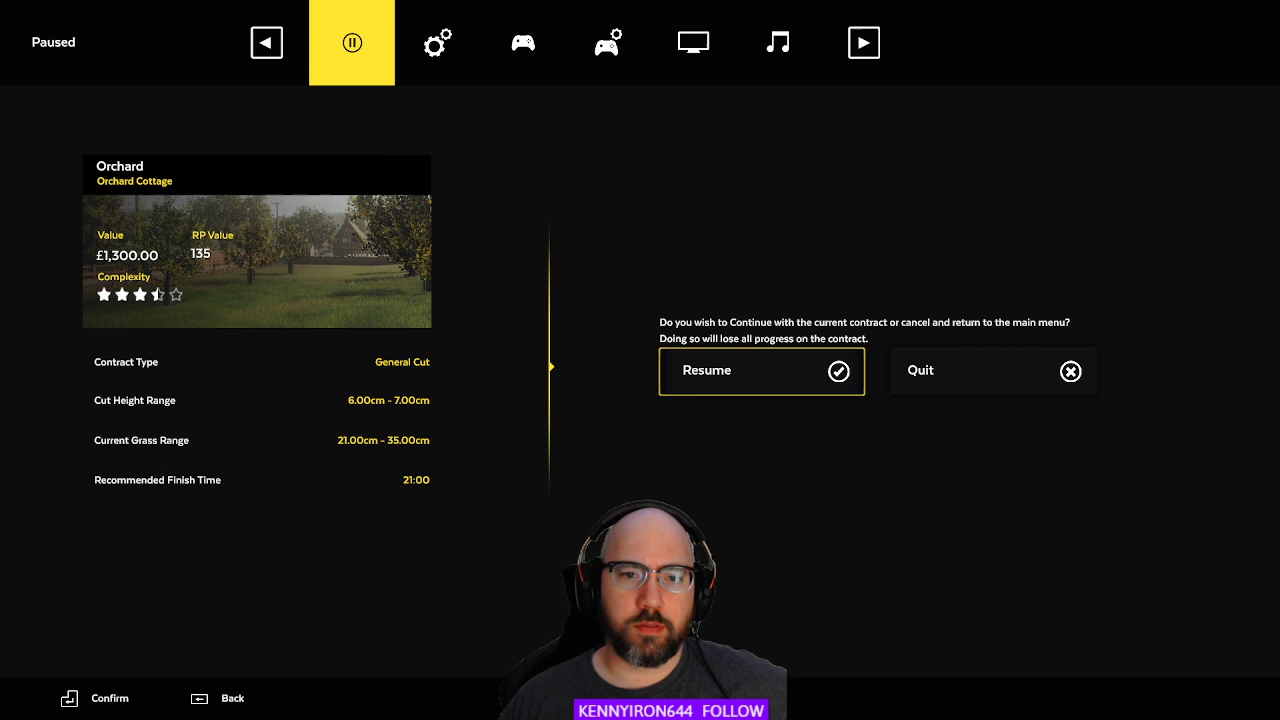 Paused
Orchard
Orchard Cottage
Value RP Value
£1,300.00 135
Complexity
Contract Type General Cut
Cut Height Range 6.00cm - 7.00cm
Current Grass Range 21.00cm - 35.00cm
Recommended Finish Time 21:00
Do you wish to Continue with the current contract or cancel and return to the main menu?
Doing so will lose all progress on the contract.
Resume Quit
Confirm Back
KENNYIRON644 FOLLOW